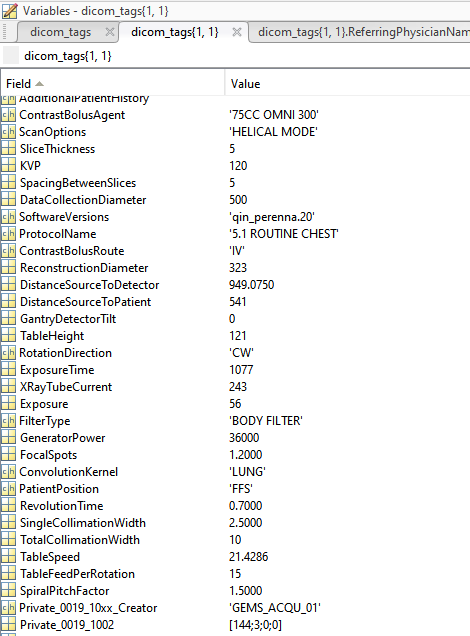 Variables - dicom_tags{1, 1}
dicom_tags dicom_tags{1, 1} dicom_tags{1, 1}.ReferringPhysicianNam
dicom_tags{1, 1}
Field Value
AdditionalPatientHistory
ContrastBolusAgent '75CC OMNI 300'
ScanOptions 'HELICAL MODE'
SliceThickness 5
KVP 120
SpacingBetweenSlices 5
DataCollectionDiameter 500
SoftwareVersions 'qin_perenna.20'
ProtocolName '5.1 ROUTINE CHEST'
ContrastBolusRoute 'IV'
ReconstructionDiameter 323
DistanceSourceToDetector 949.0750
DistanceSourceToPatient 541
GantryDetectorTilt 0
TableHeight 121
RotationDirection 'CW'
ExposureTime 1077
XRayTubeCurrent 243
Exposure 56
FilterType 'BODY FILTER'
GeneratorPower 36000
FocalSpots 1.2000
ConvolutionKernel 'LUNG'
PatientPosition 'FFS'
RevolutionTime 0.7000
SingleCollimationWidth 2.5000
TotalCollimationWidth 10
TableSpeed 21.4286
TableFeedPerRotation 15
SpiralPitchFactor 1.5000
Private_0019_10xx_Creator 'GEMS_ACQU_01'
Private_0019_1002 [144;3;0;0]